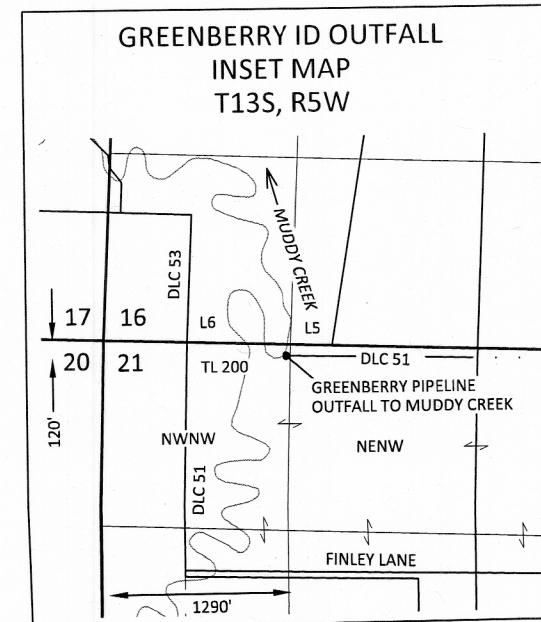 GREENBERRY ID OUTFALL
INSET MAP
T13S, R5W
MUDDY CREEK
DLC 53
17 16
L6
L5
20 21
TL 200
DLC 51
GREENBERRY PIPELINE
OUTFALL TO MUDDY CREEK
120'
NWNW
NENW
DLC 51
FINLEY LANE
1290'